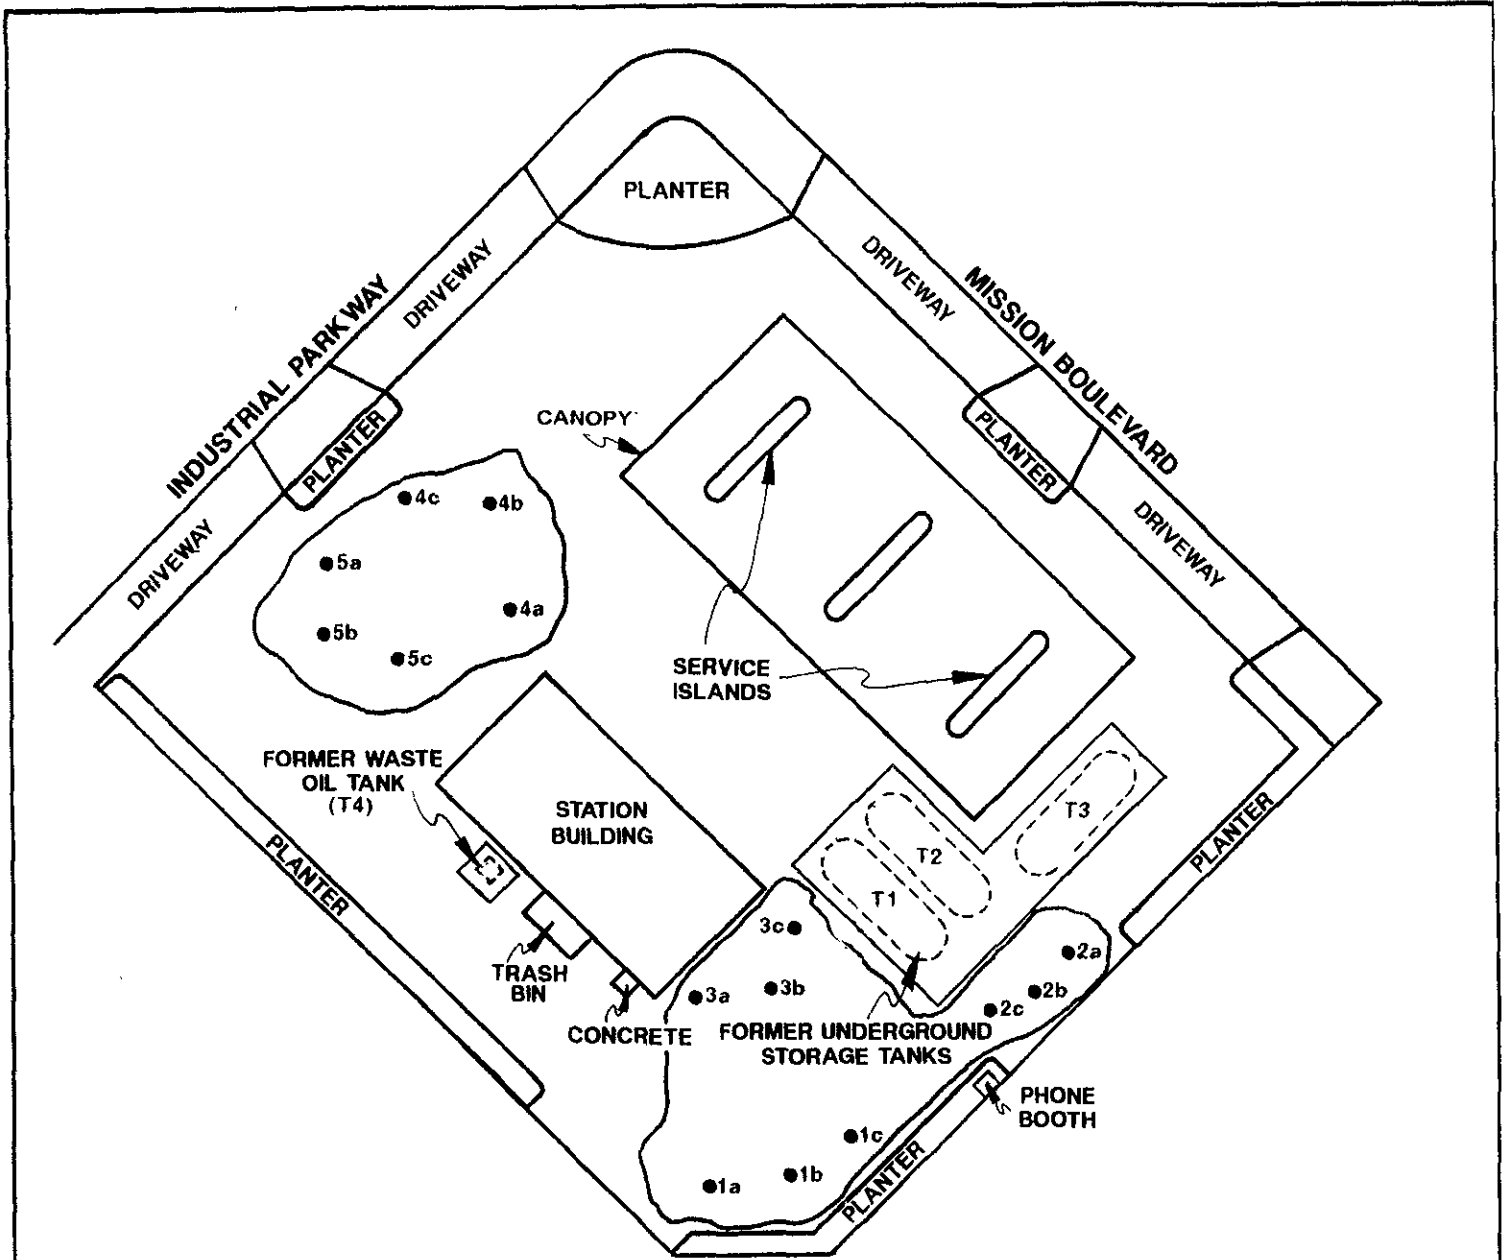 PLANTER
DRIVEWAY
DRIVEWAY
INDUSTRIAL PARKWAY
MISSION BOULEVARD
CANOPY
PLANTER
PLANTER
4c
4b
DRIVEWAY
DRIVEWAY
5a
4a
5b
5c
SERVICE
ISLANDS
FORMER WASTE
OIL TANK
(T4)
STATION
BUILDING
T3
T2
T1
PLANTER
PLANTER
3c
2a
TRASH
BIN
3a
3b
2b
2c
CONCRETE
FORMER UNDERGROUND
STORAGE TANKS
PHONE
BOOTH
1c
1b
1a
PLANTER